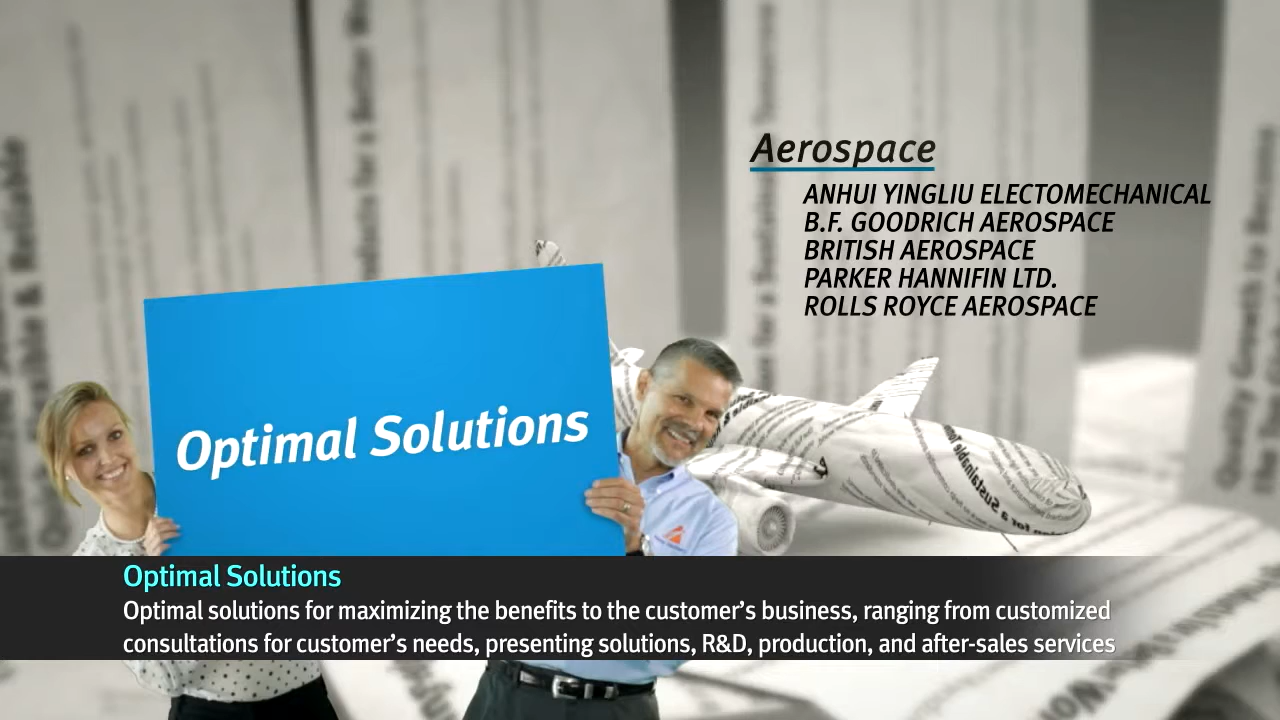 Aerospace
ANHUI YINGLIU ELECTOMECHANICAL
B.F. GOODRICH AEROSPACE
BRITISH AEROSPACE
PARKER HANNIFIN LTD.
ROLLS ROYCE AEROSPACE
Optimal Solutions
Optimal Solutions
Optimal solutions for maximizing the benefits to the customer's business, ranging from customized
consultations for customer's needs, presenting solutions, R&D, production, and after-sales services